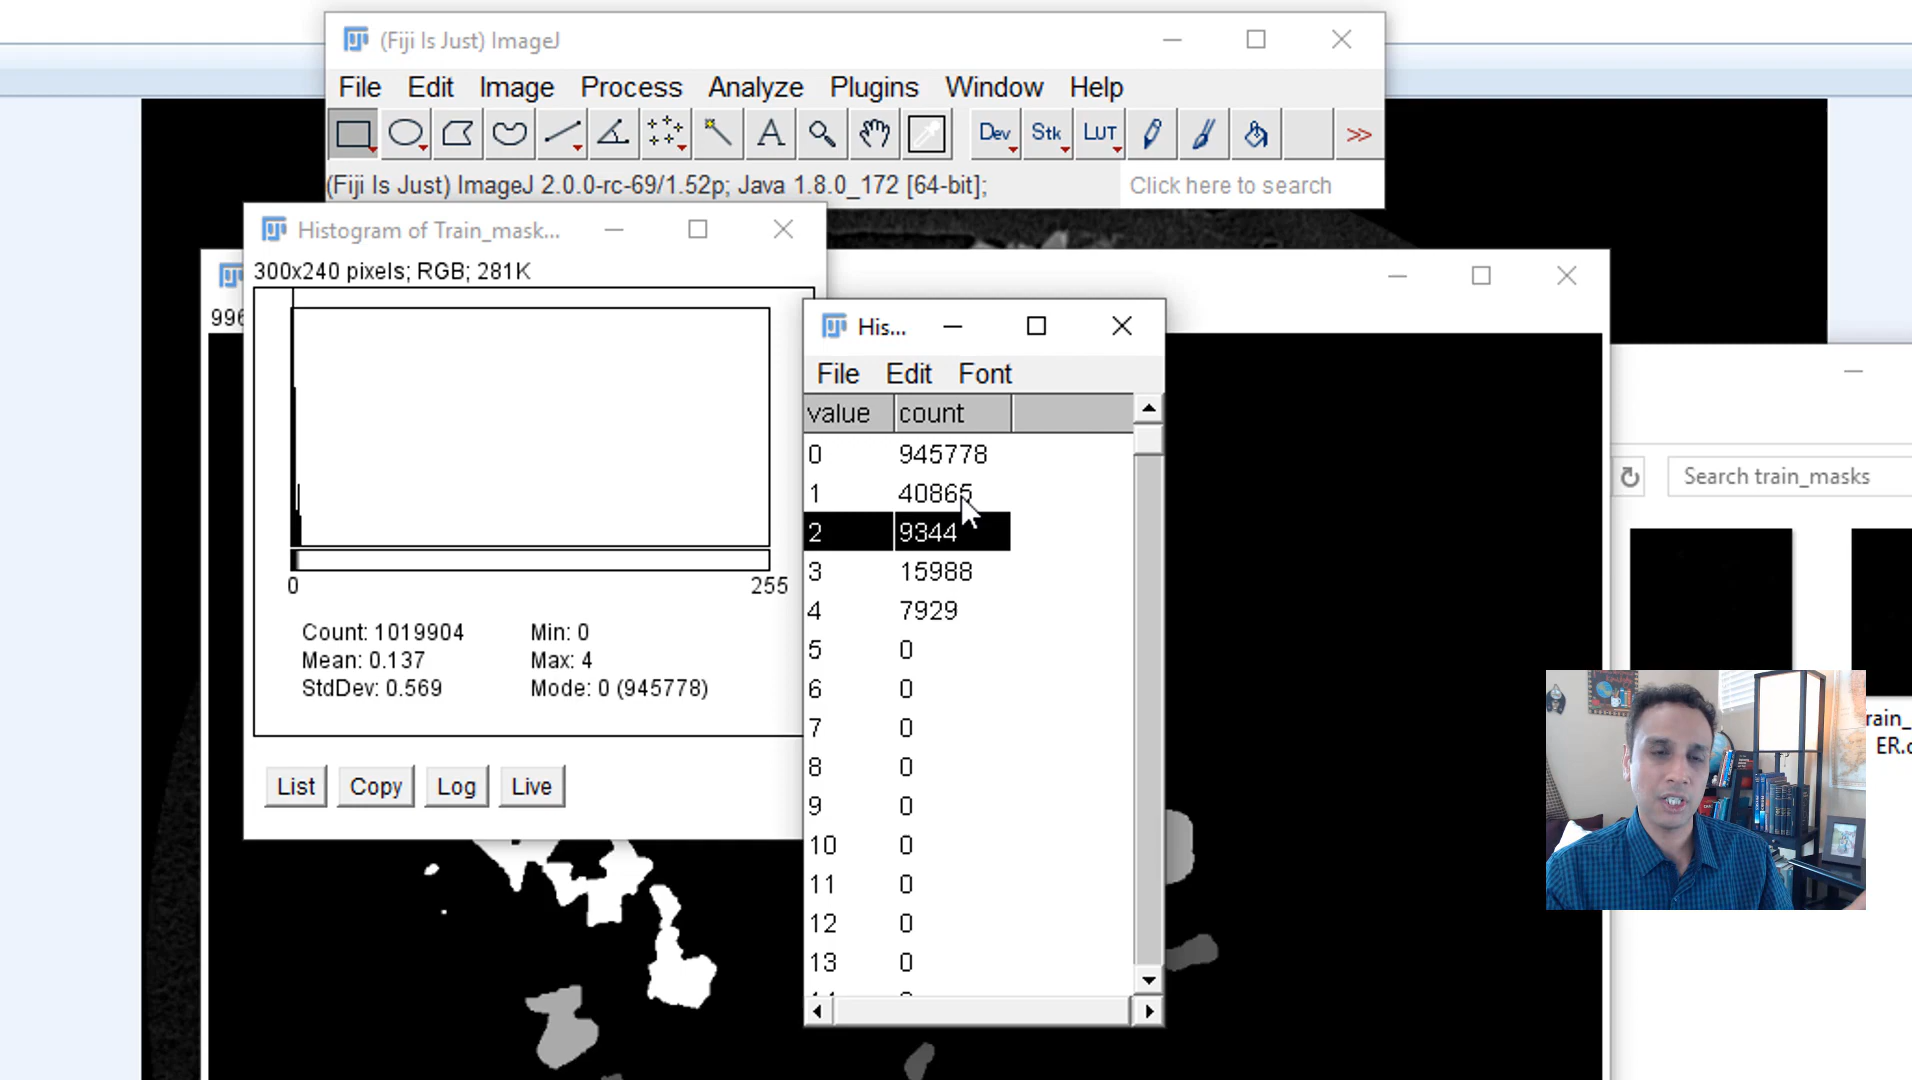 (Fiji Is Just) ImageJ
File Edit Image Process Analyze Plugins Window Help
A Dev Stk LUT >>
(Fiji Is Just) ImageJ 2.0.0-rc-69/1.52p; Java 1.8.0_172 [64-bit];
Click here to search
Histogram of Train_mask...
300x240 pixels; RGB; 281K
996
0 255
Count: 1019904 Min: 0
Mean: 0.137 Max: 4
StdDev: 0.569 Mode: 0 (945778)
List Copy Log Live
His...
File Edit Font
value count
0 945778
1 40865
2 9344
3 15988
4 7929
5 0
6 0
7 0
8 0
9 0
10 0
11 0
12 0
13 0
Search train_masks
rain_
ER.